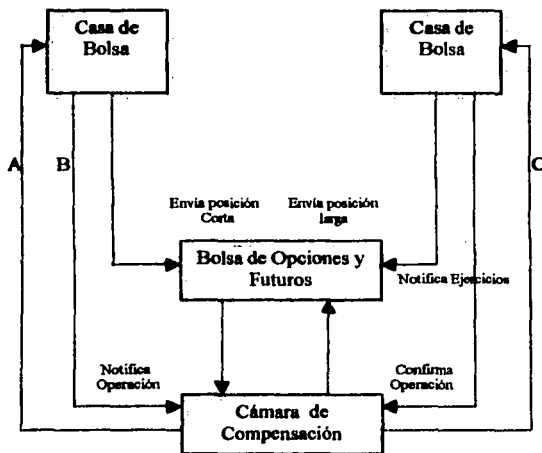 Casa de
Bolsa
Casa de
Bolsa
A
B
C
Envía posición
Corta
Envía posición
larga
Bolsa de Opciones y
Futuros
Notifica Ejercicios
Notifica
Operación
Confirma
Operación
Cámara de
Compensación